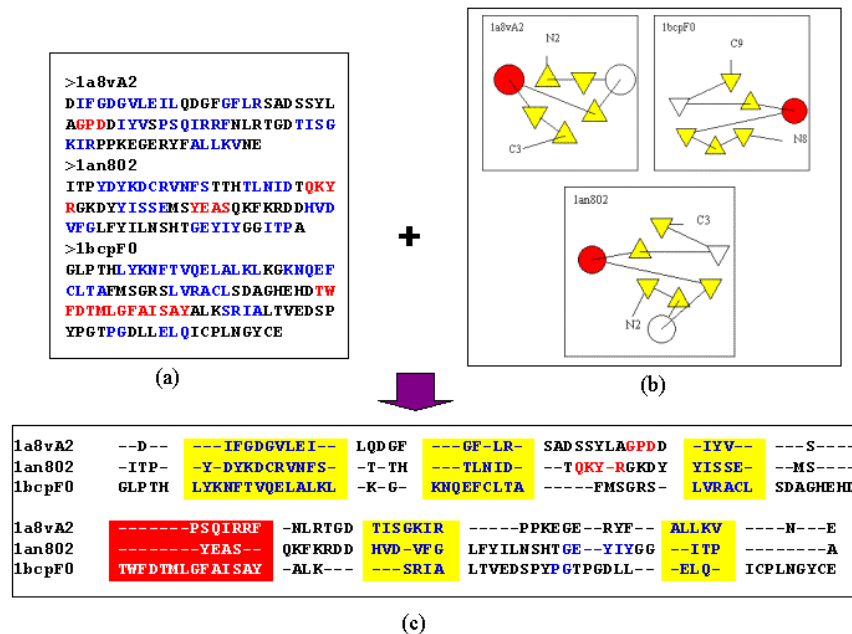 >1a8vA2
DIFGDGVLEILQDGFGFLRSADSSYL
AGPDDIYVSPSQIRRFNLRTGDTISG
KIRPPKEGERYFALLKVNE
>1an802
ITPYDYKDCRVNFSTTHTLNIDTQKY
RGKDYYISSEMSYEASQKFKRDDHVD
VFGLFYILNSHTGEYIYGGITPA
>1bcpF0
GLPTHLYKNFTVQELALKLKGKNQEF
CLTAFMSGRSLVRACLSDAGHEHDTW
FDTMLGFAISAYALKSRIALTVEDSP
YPGTPGDLLELQICPLNGYCE
(a)
+
1a8vA2
N2
C3
1bcpF0
C9
N8
1an802
C3
N2
(b)
1a8vA2 --D-- ---IFGDGVLEI-- LQDGF ---GF-LR- SADSSYLAGPDD -IYV-- ---S----
1an802 -ITP- -Y-DYKDCRVNFS- -T-TH ---TLNID- -TQKY-RGKDY YISSE- --MS----
1bcpF0 GLPTH LYKNFTVQELALKL -K-G- KNQEFCLTA ---FMSGRS- LVRACL SDAGHEHD
1a8vA2 -------PSQIRRF -NLRTGD TISGKIR -----PPKEGE--RYF- ALLKV ----N---E
1an802 -------YEAS--- QKFKRDD HVD-VFG LFYILNSHTGE--YIYGG --ITP --------A
1bcpF0 TWFDTMLGFAISAY -ALK--- ---SRIA LTVEDSPYPGTPGDLL-- -ELQ- ICPLNGYCE
(c)